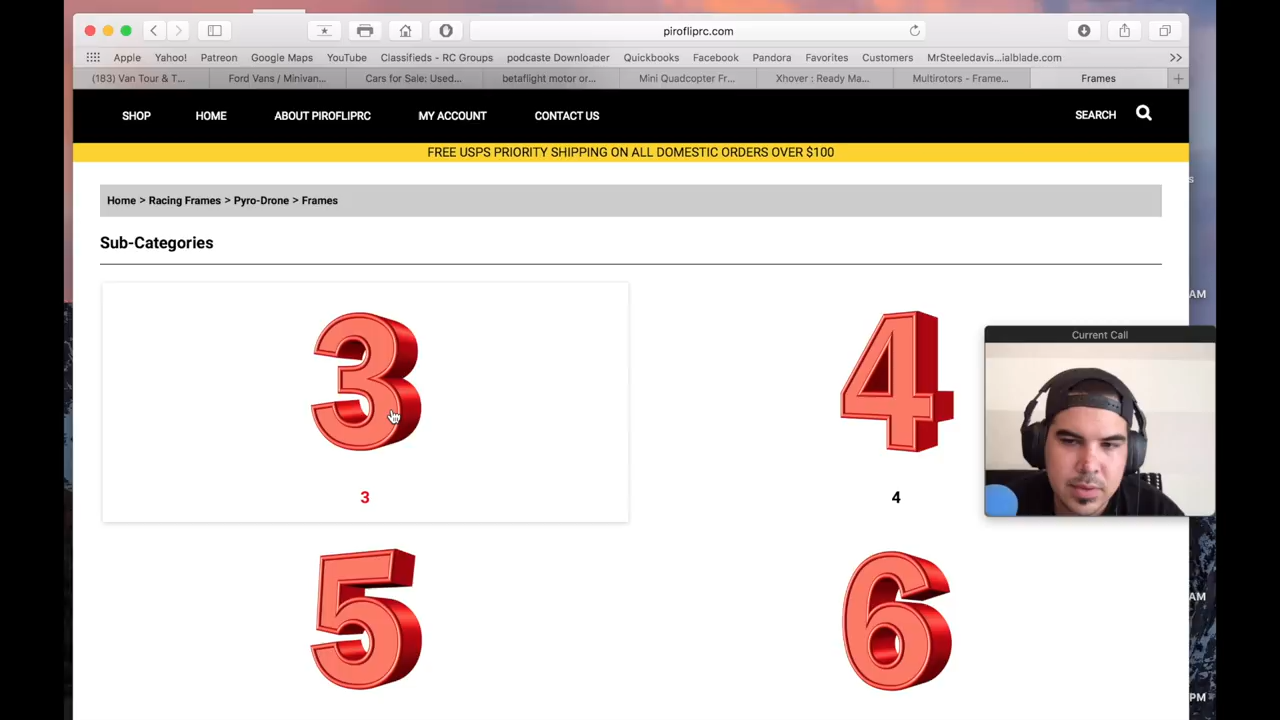 pirofliprc.com
Apple Yahoo! Patreon Google Maps YouTube Classifieds - RC Groups podcaste Downloader Quickbooks Facebook Pandora Favorites Customers MrSteeledavis...ialblade.com
(183) Van Tour & T... Ford Vans / Minivan... Cars for Sale: Used... betaflight motor or... Mini Quadcopter Fr... Xhover : Ready Ma... Multirotors - Frame... Frames
SHOP HOME ABOUT PIROFLIPRC MY ACCOUNT CONTACT US SEARCH
FREE USPS PRIORITY SHIPPING ON ALL DOMESTIC ORDERS OVER $100
s
Home > Racing Frames > Pyro-Drone > Frames
Sub-Categories
AM
3 4
Current Call
3 4
5 6
AM
PM